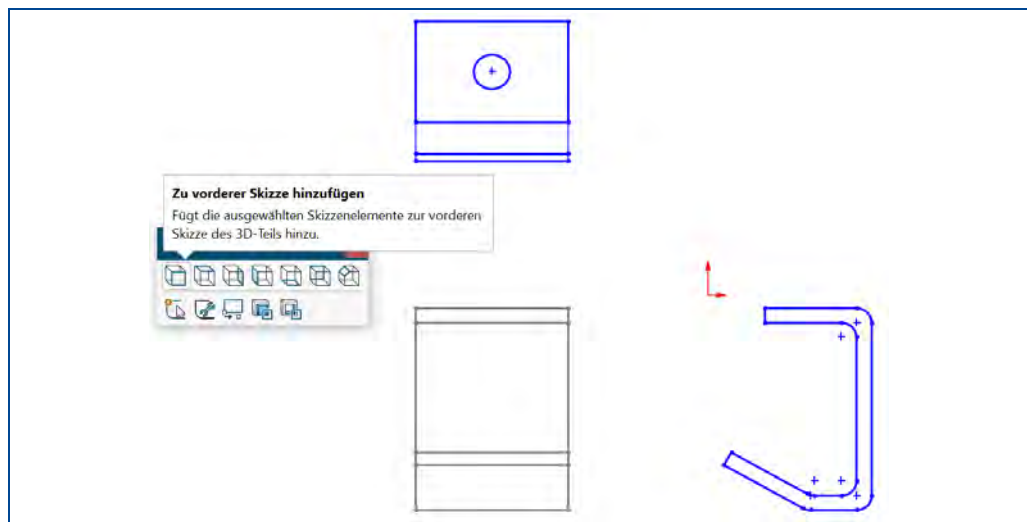 Zu vorderer Skizze hinzufügen
Fügt die ausgewählten Skizzenelemente zur vorderen
Skizze des 3D-Teils hinzu.